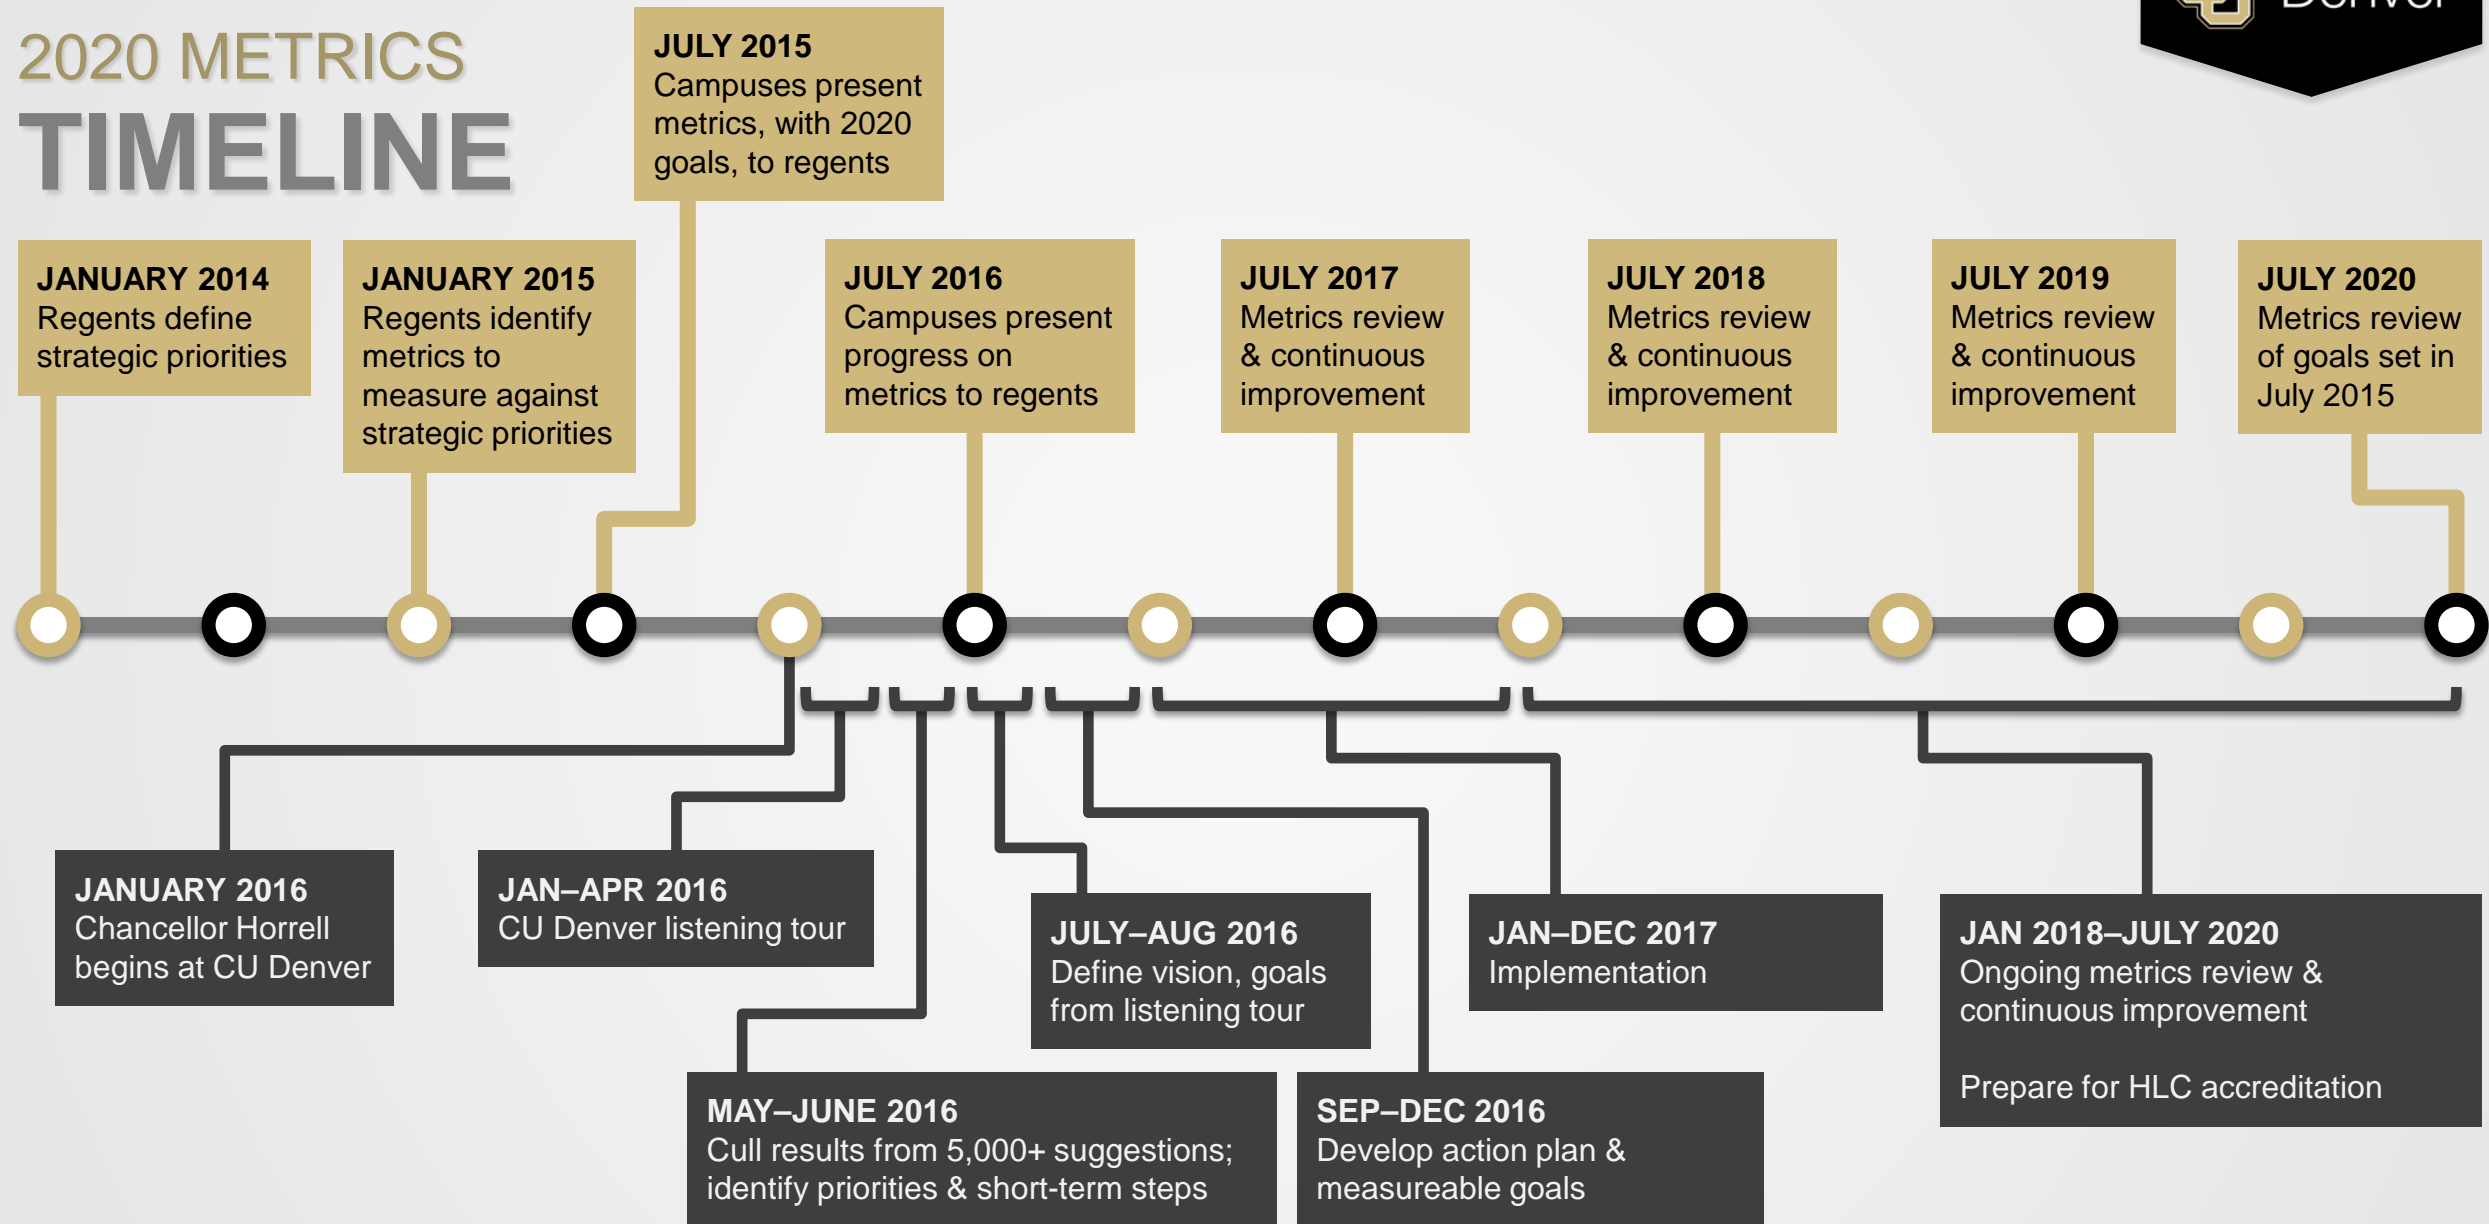 2020 METRICS
TIMELINE
Denver
JULY 2015
Campuses present
metrics, with 2020
goals, to regents
JANUARY 2014
Regents define
strategic priorities
JANUARY 2015
Regents identify
metrics to
measure against
strategic priorities
JULY 2016
Campuses present
progress on
metrics to regents
JULY 2017
Metrics review
& continuous
improvement
JULY 2018
Metrics review
& continuous
improvement
JULY 2019
Metrics review
& continuous
improvement
JULY 2020
Metrics review
of goals set in
July 2015
JANUARY 2016
Chancellor Horrell
begins at CU Denver
JAN–APR 2016
CU Denver listening tour
MAY–JUNE 2016
Cull results from 5,000+ suggestions;
identify priorities & short-term steps
JULY–AUG 2016
Define vision, goals
from listening tour
SEP–DEC 2016
Develop action plan &
measureable goals
JAN–DEC 2017
Implementation
JAN 2018–JULY 2020
Ongoing metrics review &
continuous improvement
Prepare for HLC accreditation